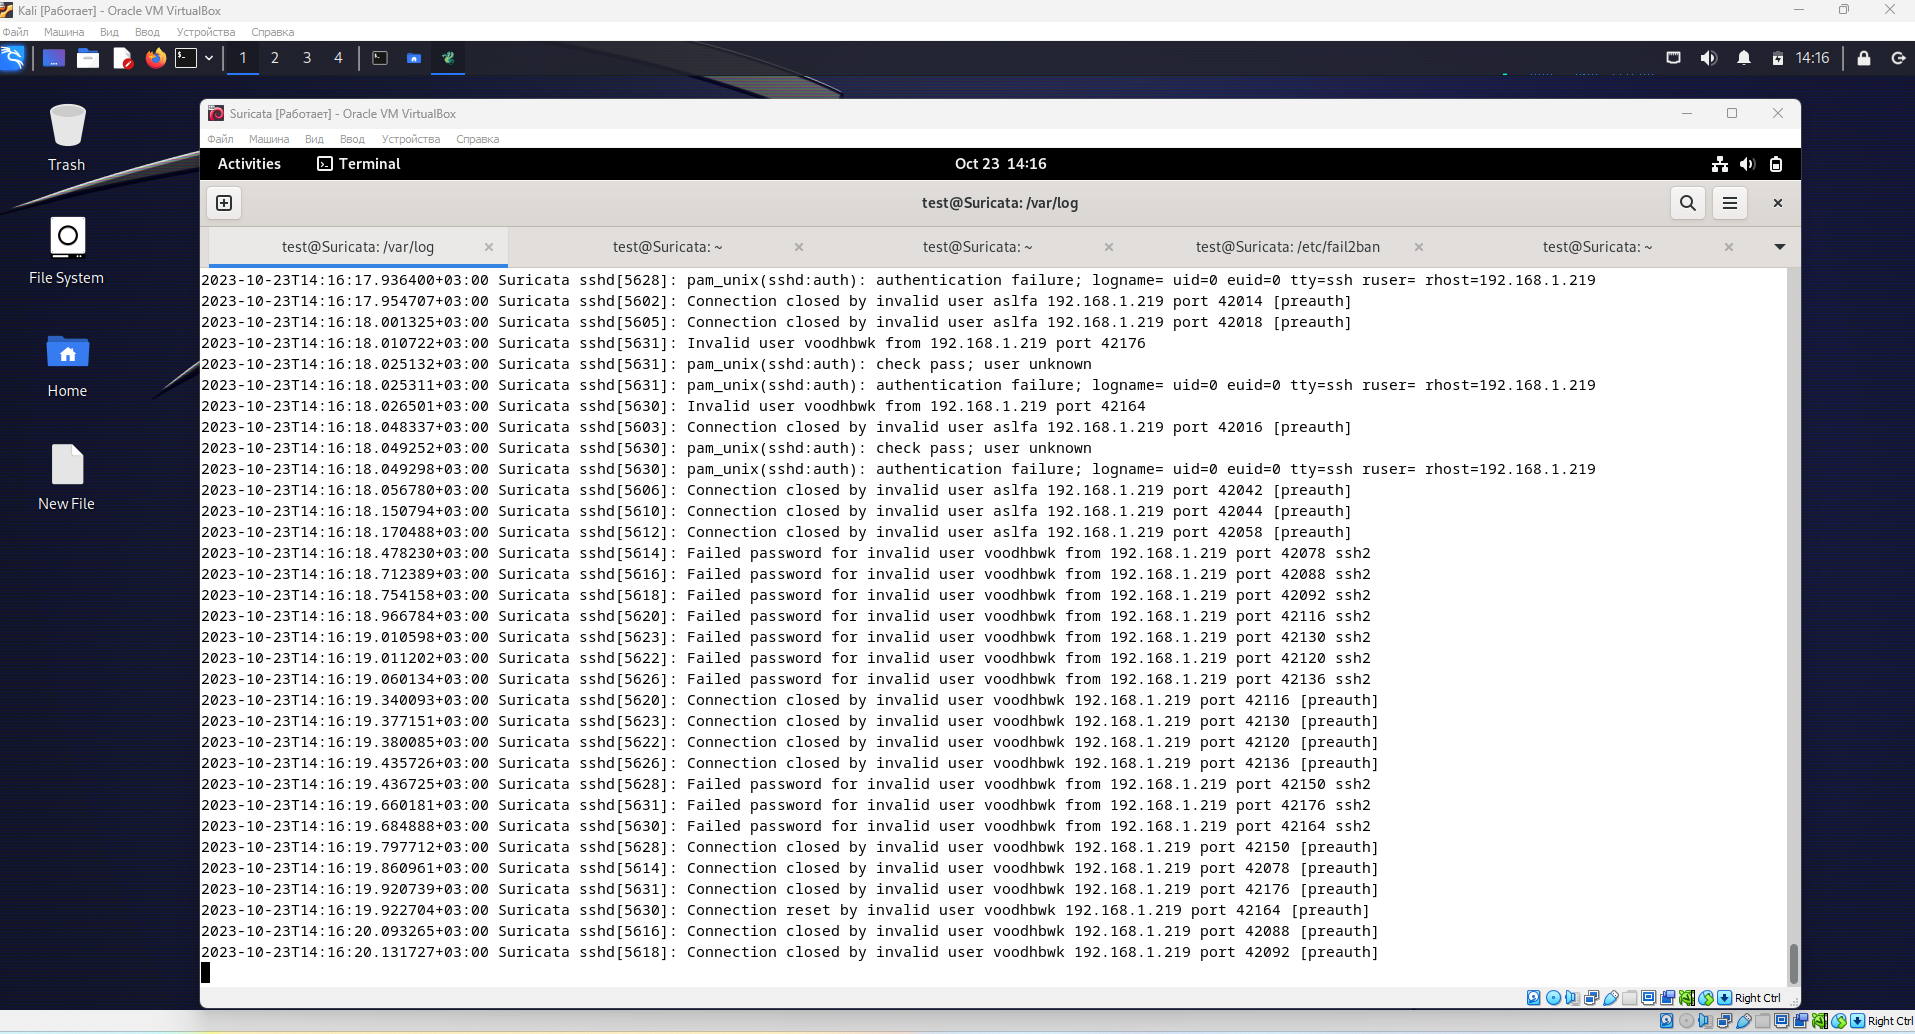 Kali [Работает] - Oracle VM VirtualBox
Файл Машина Вид Ввод Устройства Справка
1 2 3 4 14:16
Trash
File System
Home
New File
Suricata [Работает] - Oracle VM VirtualBox
Файл Машина Вид Ввод Устройства Справка
Activities Terminal Oct 23 14:16
test@Suricata: /var/log
test@Suricata: /var/log test@Suricata: ~ test@Suricata: ~ test@Suricata: /etc/fail2ban test@Suricata: ~
2023-10-23T14:16:17.936400+03:00 Suricata sshd[5628]: pam_unix(sshd:auth): authentication failure; logname= uid=0 euid=0 tty=ssh ruser= rhost=192.168.1.219
2023-10-23T14:16:17.954707+03:00 Suricata sshd[5602]: Connection closed by invalid user aslfa 192.168.1.219 port 42014 [preauth]
2023-10-23T14:16:18.001325+03:00 Suricata sshd[5605]: Connection closed by invalid user aslfa 192.168.1.219 port 42018 [preauth]
2023-10-23T14:16:18.010722+03:00 Suricata sshd[5631]: Invalid user voodhbwk from 192.168.1.219 port 42176
2023-10-23T14:16:18.025132+03:00 Suricata sshd[5631]: pam_unix(sshd:auth): check pass; user unknown
2023-10-23T14:16:18.025311+03:00 Suricata sshd[5631]: pam_unix(sshd:auth): authentication failure; logname= uid=0 euid=0 tty=ssh ruser= rhost=192.168.1.219
2023-10-23T14:16:18.026501+03:00 Suricata sshd[5630]: Invalid user voodhbwk from 192.168.1.219 port 42164
2023-10-23T14:16:18.048337+03:00 Suricata sshd[5603]: Connection closed by invalid user aslfa 192.168.1.219 port 42016 [preauth]
2023-10-23T14:16:18.049252+03:00 Suricata sshd[5630]: pam_unix(sshd:auth): check pass; user unknown
2023-10-23T14:16:18.049298+03:00 Suricata sshd[5630]: pam_unix(sshd:auth): authentication failure; logname= uid=0 euid=0 tty=ssh ruser= rhost=192.168.1.219
2023-10-23T14:16:18.056780+03:00 Suricata sshd[5606]: Connection closed by invalid user aslfa 192.168.1.219 port 42042 [preauth]
2023-10-23T14:16:18.150794+03:00 Suricata sshd[5610]: Connection closed by invalid user aslfa 192.168.1.219 port 42044 [preauth]
2023-10-23T14:16:18.170488+03:00 Suricata sshd[5612]: Connection closed by invalid user aslfa 192.168.1.219 port 42058 [preauth]
2023-10-23T14:16:18.478230+03:00 Suricata sshd[5614]: Failed password for invalid user voodhbwk from 192.168.1.219 port 42078 ssh2
2023-10-23T14:16:18.712389+03:00 Suricata sshd[5616]: Failed password for invalid user voodhbwk from 192.168.1.219 port 42088 ssh2
2023-10-23T14:16:18.754158+03:00 Suricata sshd[5618]: Failed password for invalid user voodhbwk from 192.168.1.219 port 42092 ssh2
2023-10-23T14:16:18.966784+03:00 Suricata sshd[5620]: Failed password for invalid user voodhbwk from 192.168.1.219 port 42116 ssh2
2023-10-23T14:16:19.010598+03:00 Suricata sshd[5623]: Failed password for invalid user voodhbwk from 192.168.1.219 port 42130 ssh2
2023-10-23T14:16:19.011202+03:00 Suricata sshd[5622]: Failed password for invalid user voodhbwk from 192.168.1.219 port 42120 ssh2
2023-10-23T14:16:19.060134+03:00 Suricata sshd[5626]: Failed password for invalid user voodhbwk from 192.168.1.219 port 42136 ssh2
2023-10-23T14:16:19.340093+03:00 Suricata sshd[5620]: Connection closed by invalid user voodhbwk 192.168.1.219 port 42116 [preauth]
2023-10-23T14:16:19.377151+03:00 Suricata sshd[5623]: Connection closed by invalid user voodhbwk 192.168.1.219 port 42130 [preauth]
2023-10-23T14:16:19.380085+03:00 Suricata sshd[5622]: Connection closed by invalid user voodhbwk 192.168.1.219 port 42120 [preauth]
2023-10-23T14:16:19.435726+03:00 Suricata sshd[5626]: Connection closed by invalid user voodhbwk 192.168.1.219 port 42136 [preauth]
2023-10-23T14:16:19.436725+03:00 Suricata sshd[5628]: Failed password for invalid user voodhbwk from 192.168.1.219 port 42150 ssh2
2023-10-23T14:16:19.660181+03:00 Suricata sshd[5631]: Failed password for invalid user voodhbwk from 192.168.1.219 port 42176 ssh2
2023-10-23T14:16:19.684888+03:00 Suricata sshd[5630]: Failed password for invalid user voodhbwk from 192.168.1.219 port 42164 ssh2
2023-10-23T14:16:19.797712+03:00 Suricata sshd[5628]: Connection closed by invalid user voodhbwk 192.168.1.219 port 42150 [preauth]
2023-10-23T14:16:19.860961+03:00 Suricata sshd[5614]: Connection closed by invalid user voodhbwk 192.168.1.219 port 42078 [preauth]
2023-10-23T14:16:19.920739+03:00 Suricata sshd[5631]: Connection closed by invalid user voodhbwk 192.168.1.219 port 42176 [preauth]
2023-10-23T14:16:19.922704+03:00 Suricata sshd[5630]: Connection reset by invalid user voodhbwk 192.168.1.219 port 42164 [preauth]
2023-10-23T14:16:20.093265+03:00 Suricata sshd[5616]: Connection closed by invalid user voodhbwk 192.168.1.219 port 42088 [preauth]
2023-10-23T14:16:20.131727+03:00 Suricata sshd[5618]: Connection closed by invalid user voodhbwk 192.168.1.219 port 42092 [preauth]
Right Ctrl
Right Ctrl